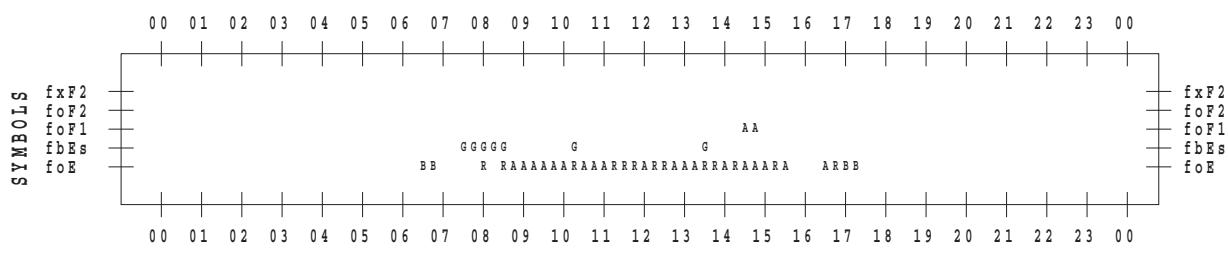 00 01 02 03 04 05 06 07 08 09 10 11 12 13 14 15 16 17 18 19 20 21 22 23 00
SYMBOLS
fxF2 fxF2
foF2 foF2
foF1 AA foF1
fbEs GGGGG G G fbEs
foE BB R RAAAAAARAAARRRARRAAARRARAAARA ARBB foE
00 01 02 03 04 05 06 07 08 09 10 11 12 13 14 15 16 17 18 19 20 21 22 23 00